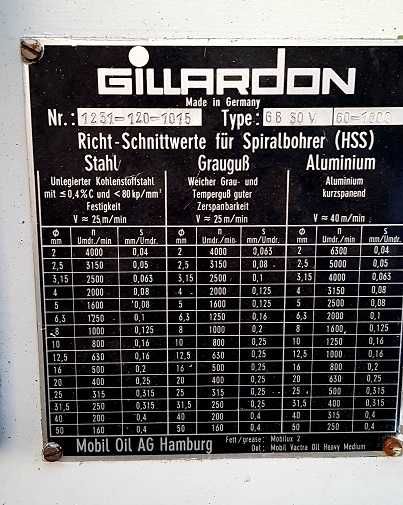 GILLARDON
Made in Germany
Nr.: 1231-120-1015 Type: GB 30 V 60-1800
Richt-Schnittwerte für Spiralbohrer (HSS)
Stahl Grauguß Aluminium
Unlegierter Kohlenstoffstahl Weicher Grau- und Aluminium
mit ≤0,4%C und <80 kp/mm² Temperguß guter kurzspanend
Festigkeit Zerspanbarkeit
V ≈ 25 m/min V ≈ 25 m/min V ≈ 40 m/min
ø n s ø n s ø n s
mm Umdr./min mm/Umdr. mm Umdr./min mm/Umdr. mm Umdr./min mm/Umdr.
2 4000 0,04 2 4000 0,063 2 6300 0,04
2,5 3150 0,05 2,5 3150 0,08 2,5 5000 0,05
3,15 2500 0,063 3,15 2500 0,1 3,15 4000 0,063
4 2000 0,08 4 2000 0,125 4 3150 0,08
5 1600 0,08 5 1600 0,125 5 2500 0,08
6,3 1250 0,1 6,3 1250 0,16 6,3 2000 0,1
8 1000 0,125 8 1000 0,2 8 1600 0,125
10 800 0,16 10 800 0,25 10 1250 0,16
12,5 630 0,16 12,5 630 0,25 12,5 1000 0,16
16 500 0,2 16 500 0,25 16 800 0,2
20 400 0,25 20 400 0,25 20 630 0,25
25 315 0,315 25 315 0,315 25 500 0,315
31,5 250 0,315 31,5 250 0,315 31,5 400 0,315
40 200 0,4 40 200 0,4 40 315 0,4
50 160 0,4 50 160 0,4 50 250 0,4
Mobil Oil AG Hamburg Fett/grease: Mobilux 2
Oel: Mobil Vactra Oil Heavy Medium